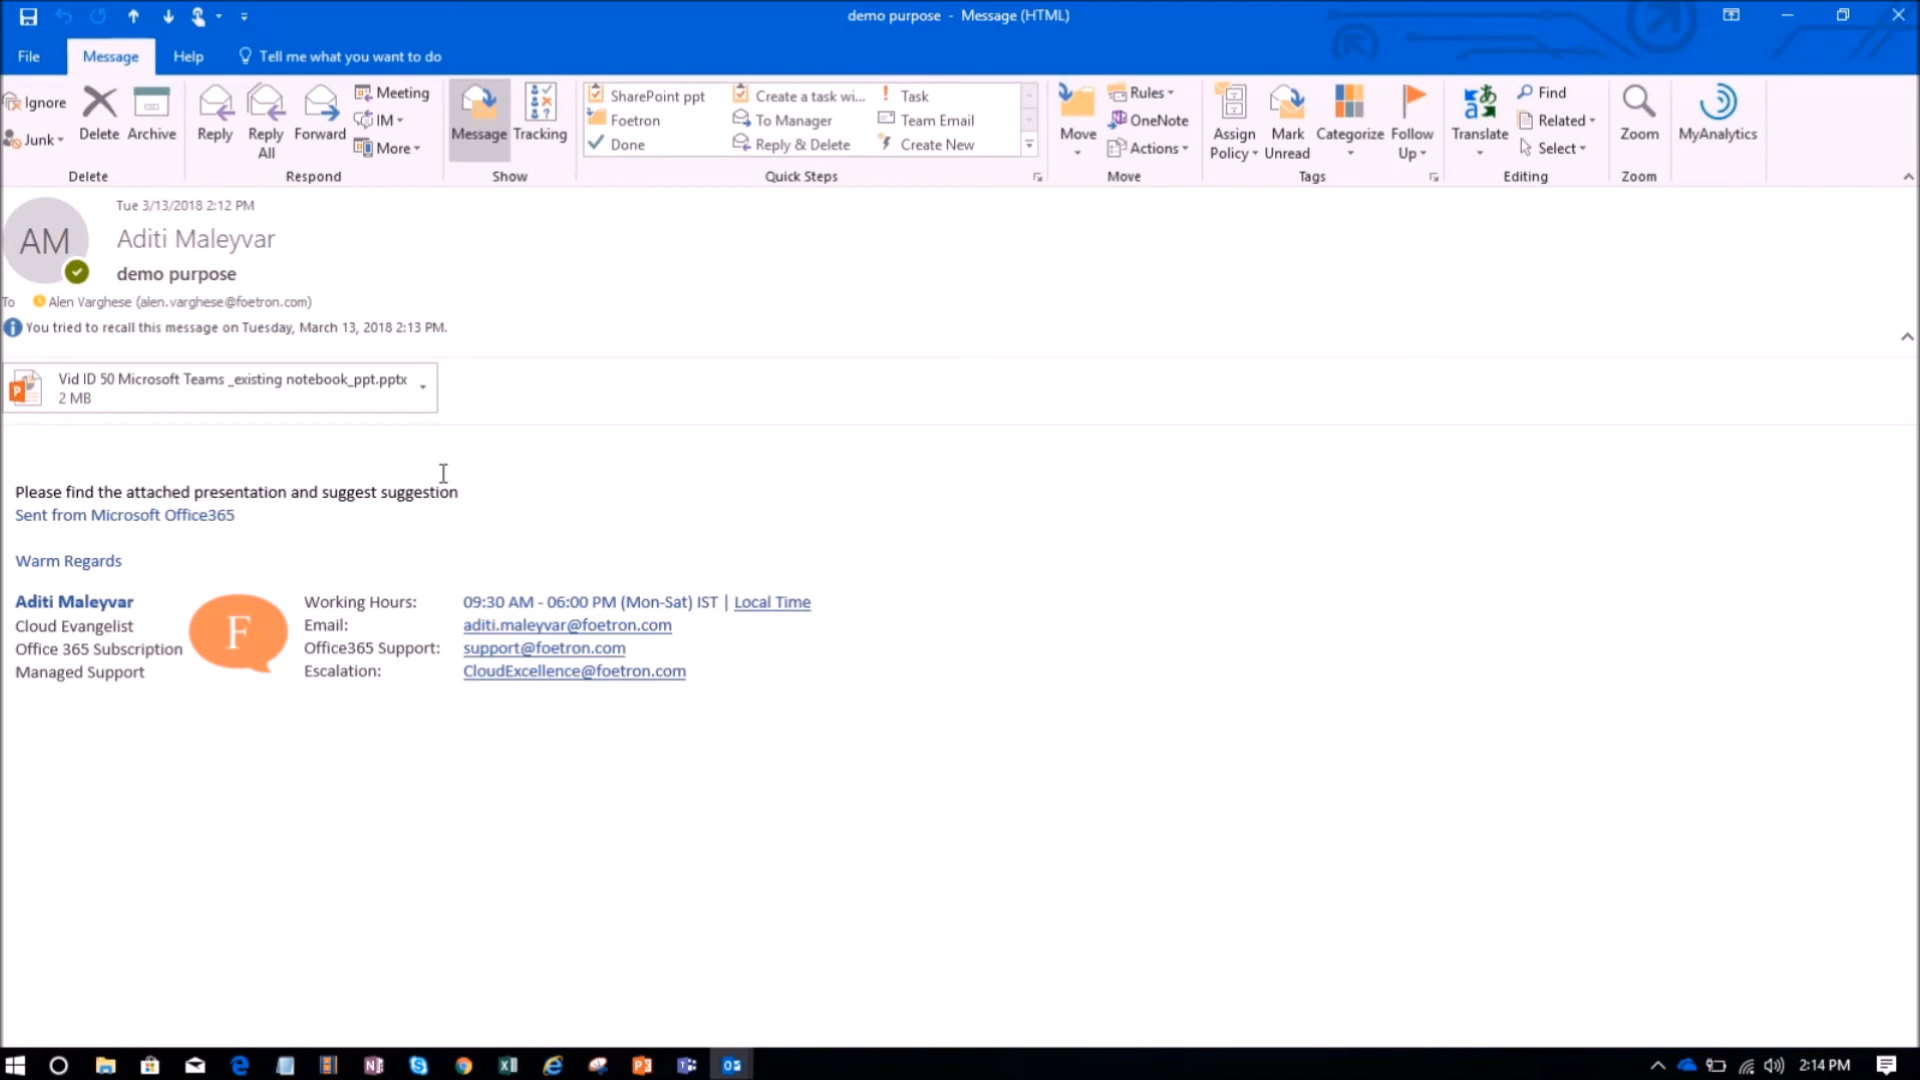 demo purpose - Message (HTML)
File Message Help Tell me what you want to do
Ignore
Junk
Delete
Archive
Delete
Reply
Reply All
Forward
Meeting
IM
More
Respond
Message
Tracking
Show
SharePoint ppt
Foetron
Done
Create a task wi...
To Manager
Reply & Delete
Task
Team Email
Create New
Quick Steps
Move
Rules
OneNote
Actions
Move
Assign Policy
Mark Unread
Categorize
Follow Up
Tags
Translate
Find
Related
Select
Editing
Zoom
Zoom
MyAnalytics
Tue 3/13/2018 2:12 PM
AM
Aditi Maleyvar
demo purpose
To Alen Varghese (alen.varghese@foetron.com)
You tried to recall this message on Tuesday, March 13, 2018 2:13 PM.
Vid ID 50 Microsoft Teams _existing notebook_ppt.pptx
2 MB
Please find the attached presentation and suggest suggestion
Sent from Microsoft Office365
Warm Regards
Aditi Maleyvar
Cloud Evangelist
Office 365 Subscription
Managed Support
F
Working Hours: 09:30 AM - 06:00 PM (Mon-Sat) IST | Local Time
Email: aditi.maleyvar@foetron.com
Office365 Support: support@foetron.com
Escalation: CloudExcellence@foetron.com
2:14 PM